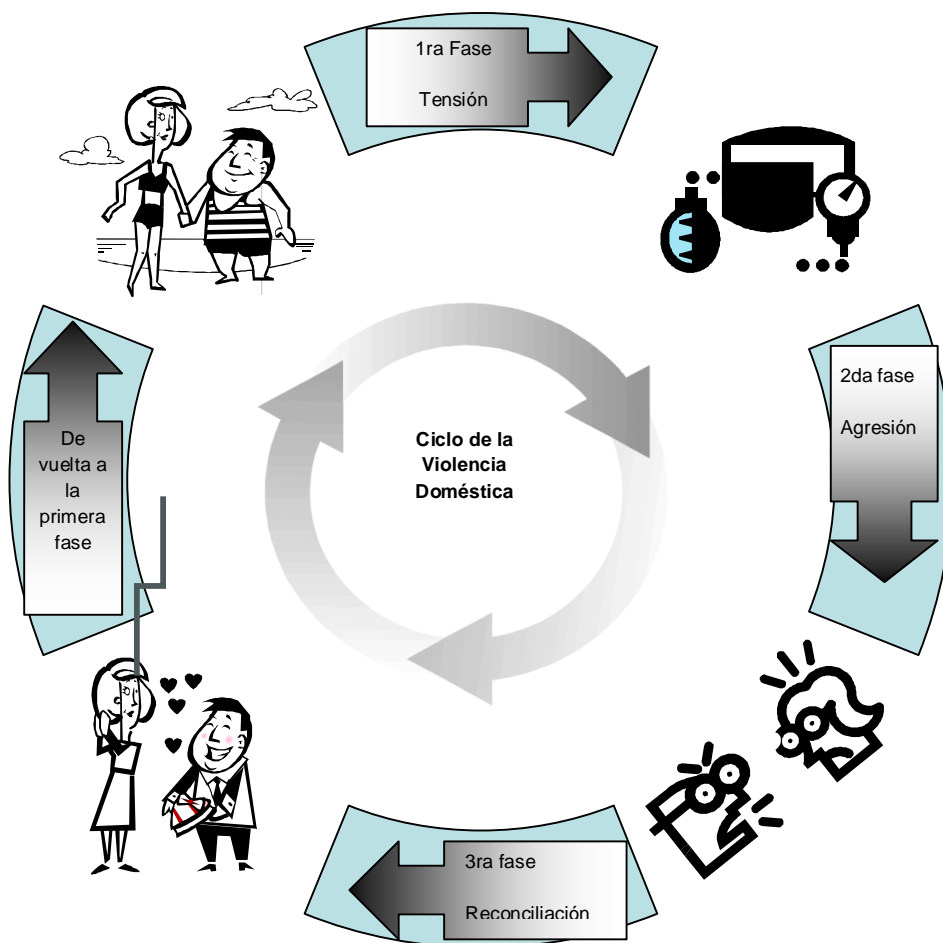 1ra Fase
Tensión
2da fase
Agresión
3ra fase
Reconciliación
De
vuelta a
la
primera
fase
Ciclo de la
Violencia
Doméstica